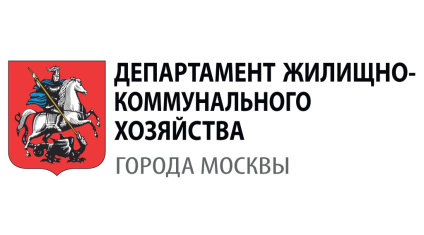 ДЕПАРТАМЕНТ ЖИЛИЩНО-
КОММУНАЛЬНОГО
ХОЗЯЙСТВА
ГОРОДА МОСКВЫ